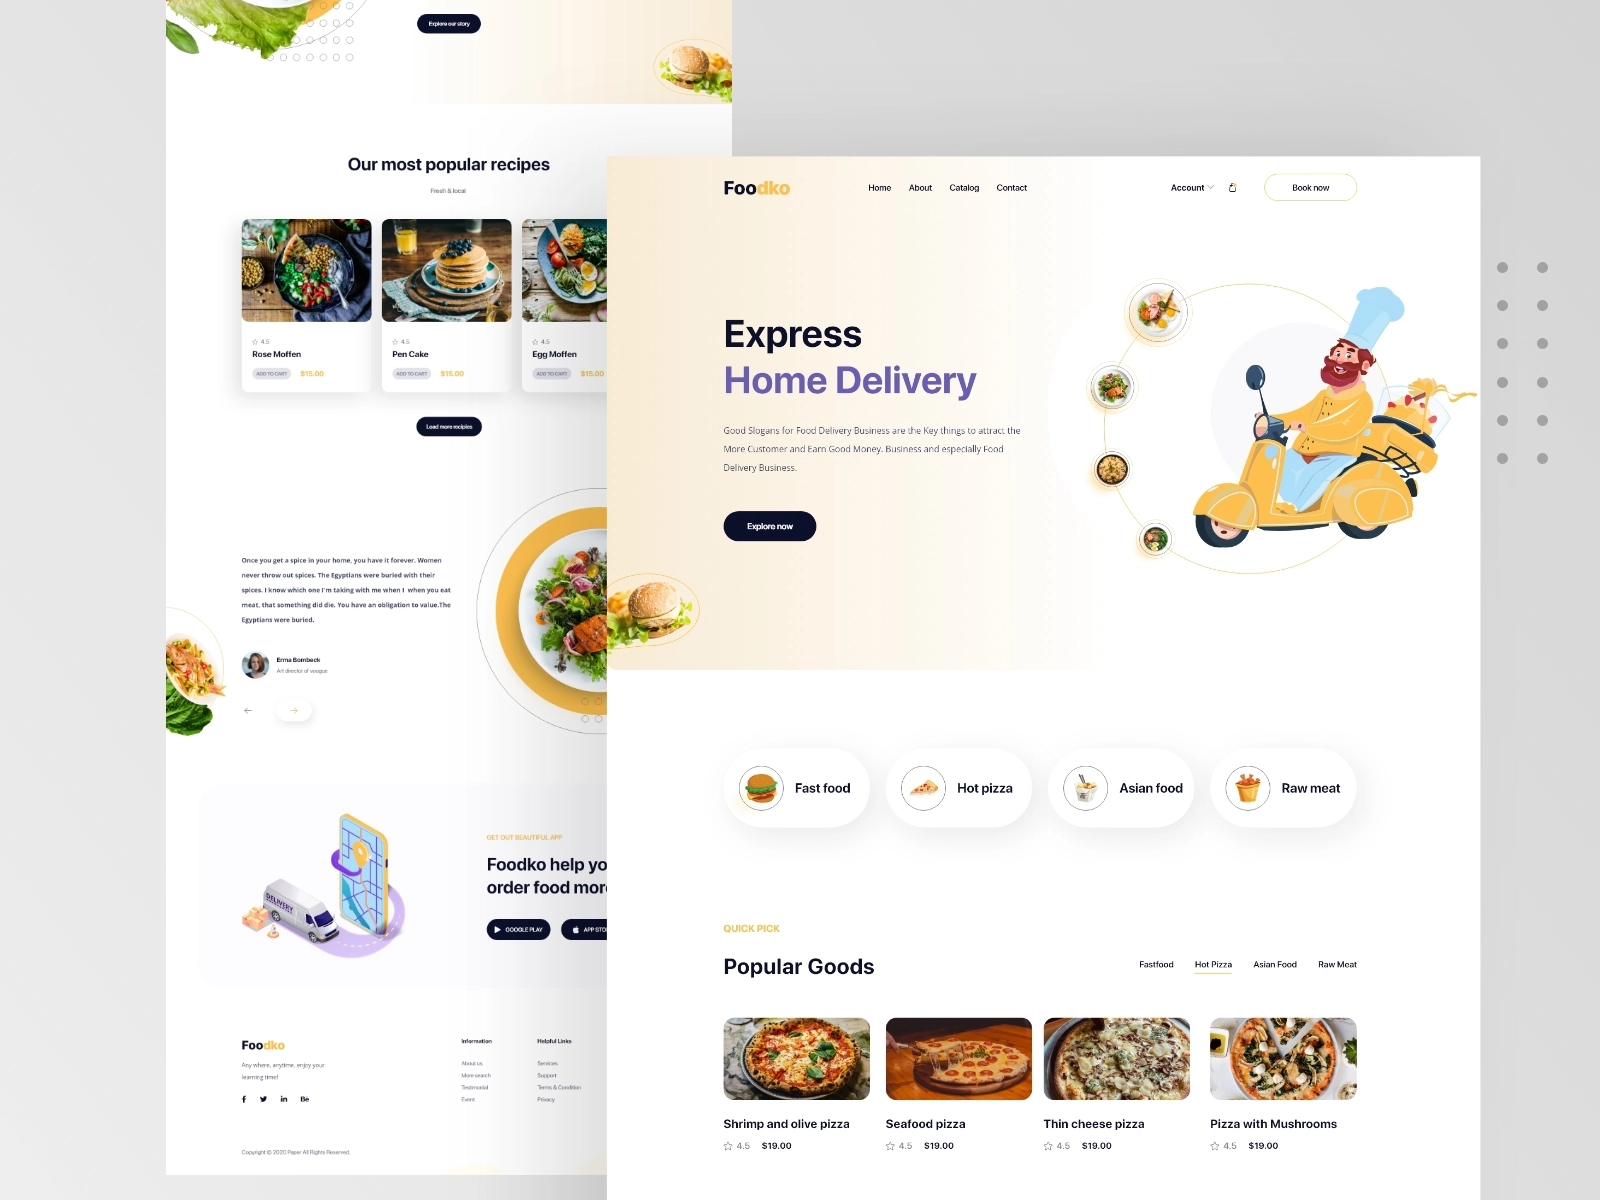 Explore our story
Our most popular recipes
Fresh & local
4.5
Rose Moffen
ADD TO CART $15.00
4.5
Pen Cake
ADD TO CART $15.00
4.5
Egg Moffen
ADD TO CART $15.00
Load more recipies
Once you get a spice in your home, you have it forever. Women
never throw out spices. The Egyptians were buried with their
spices. I know which one I'm taking with me when I when you eat
meat, that something did die. You have an obligation to value.The
Egyptians were buried.
Erma Bombeck
Art director of voogue
DELIVERY
GET OUT BEAUTIFUL APP
Foodko help yo
order food mor
GOOGLE PLAY
APP STO
Foodko
Any where, anytime, enjoy your
learning time!
Bē
Information
About us
More search
Testimonial
Event
Helpful Links
Services
Support
Terms & Condition
Privacy
Copyright © 2020 Paper All Rights Reserved.
Foodko
Home About Catalog Contact
Account
Book now
Express
Home Delivery
Good Slogans for Food Delivery Business are the Key things to attract the
More Customer and Earn Good Money. Business and especially Food
Delivery Business.
Explore now
Fast food
Hot pizza
Asian food
Raw meat
QUICK PICK
Popular Goods
Fastfood Hot Pizza Asian Food Raw Meat
Shrimp and olive pizza
4.5 $19.00
Seafood pizza
4.5 $19.00
Thin cheese pizza
4.5 $19.00
Pizza with Mushrooms
4.5 $19.00